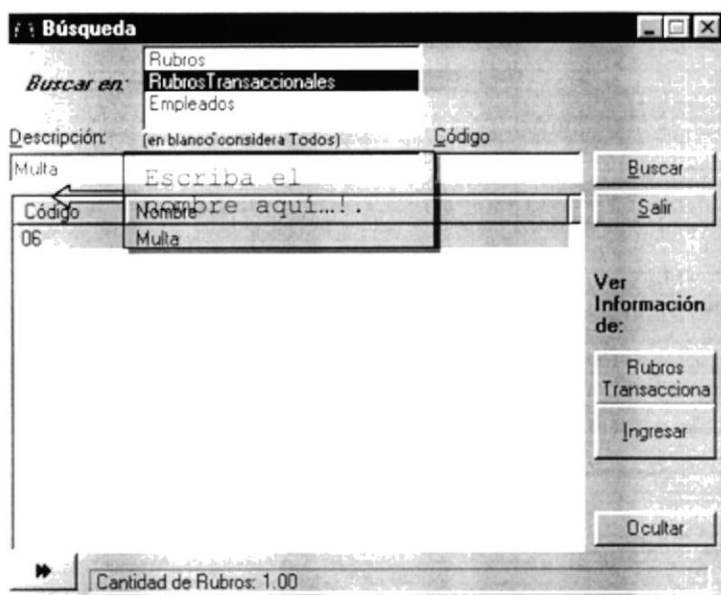 Búsqueda
Buscar en:
Rubros
RubrosTransaccionales
Empleados
Descripción:
(en blanco considera Todos)
Código
Multa
Escriba el
nombre aquí…!.
Buscar
Salir
Código Nombre
06 Multa
Ver
Información
de:
Rubros
Transacciona
Ingresar
Ocultar
Cantidad de Rubros: 1.00